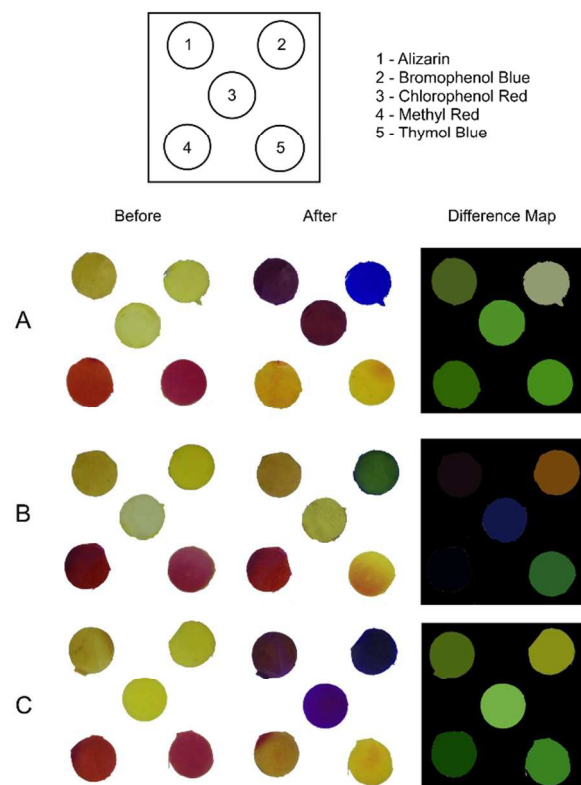 1
2
3
4
5
1 - Alizarin
2 - Bromophenol Blue
3 - Chlorophenol Red
4 - Methyl Red
5 - Thymol Blue
Before
After
Difference Map
A
B
C